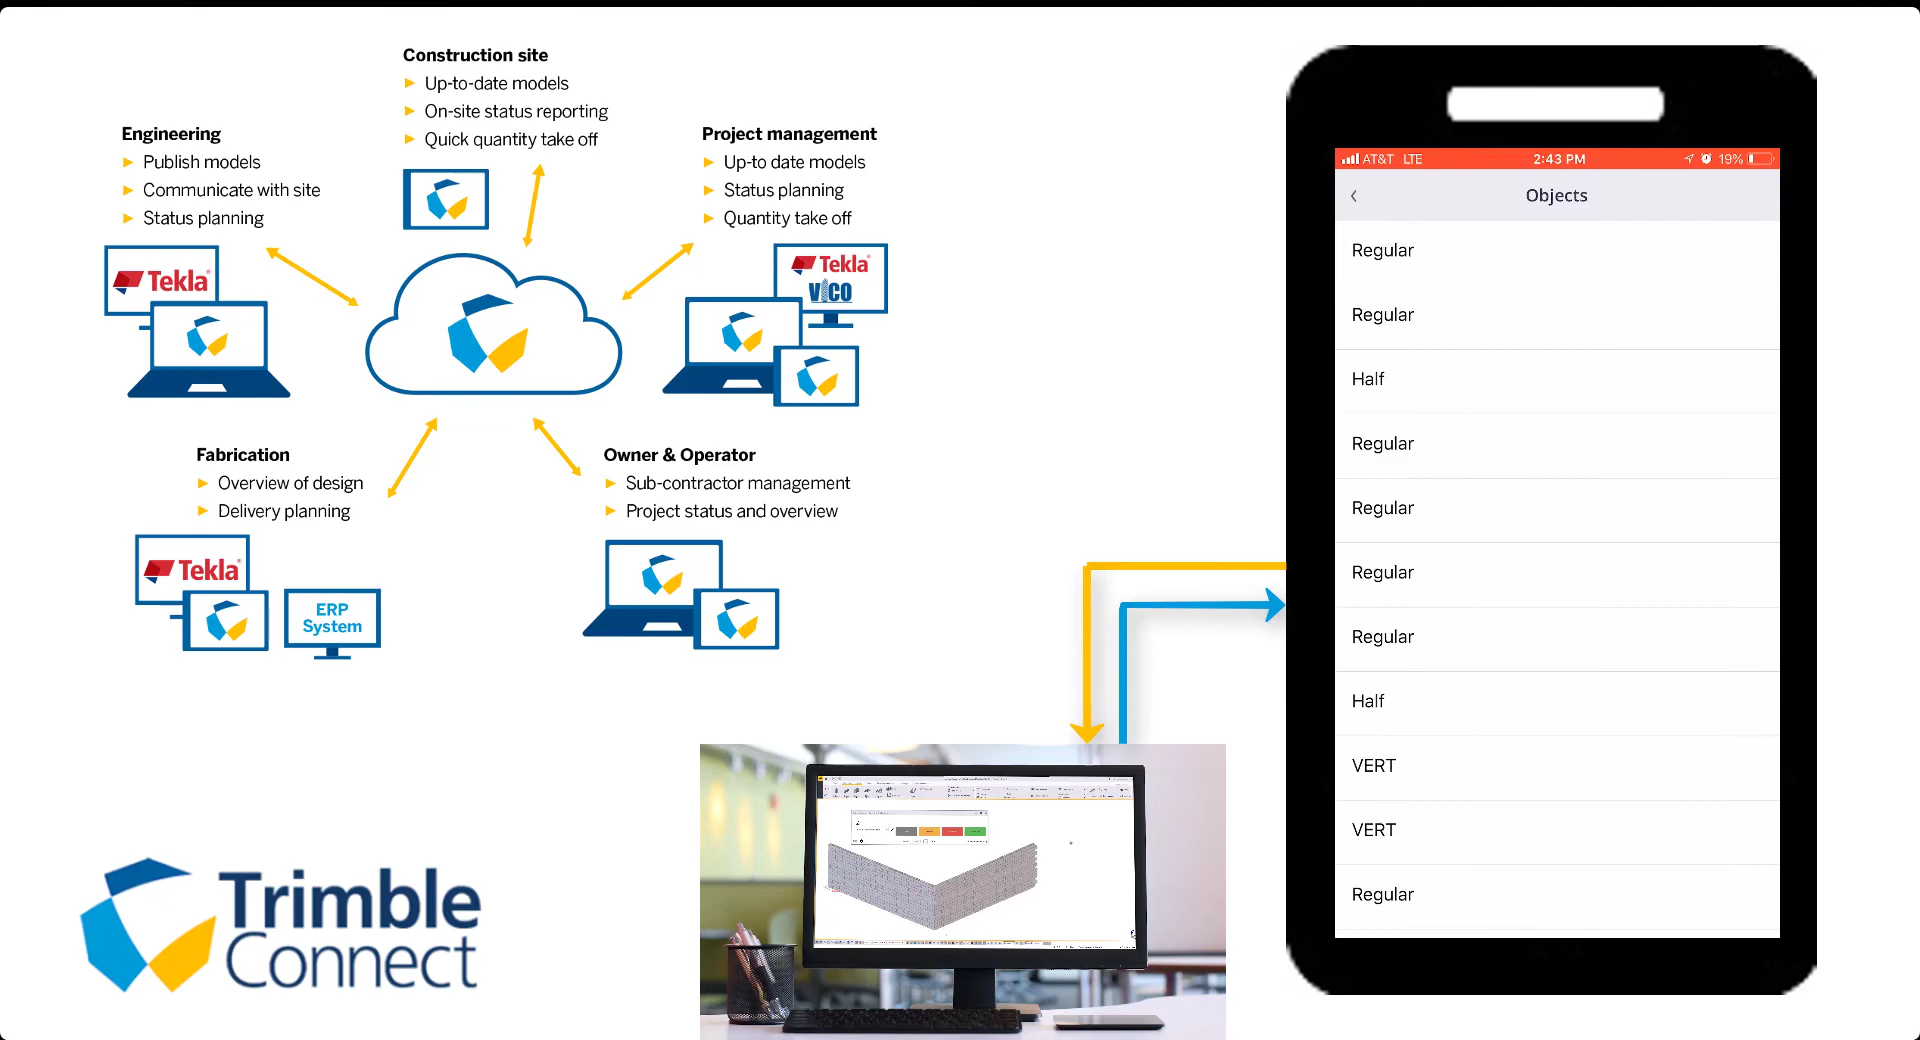 Construction site
Up-to-date models
On-site status reporting
Quick quantity take off
Engineering
Publish models
Communicate with site
Status planning
Project management
Up-to date models
Status planning
Quantity take off
Tekla
Tekla
VICO
Fabrication
Overview of design
Delivery planning
Owner & Operator
Sub-contractor management
Project status and overview
Tekla
ERP
System
Trimble
Connect
AT&T LTE 2:43 PM 19%
Objects
Regular
Regular
Half
Regular
Regular
Regular
Regular
Half
VERT
VERT
Regular